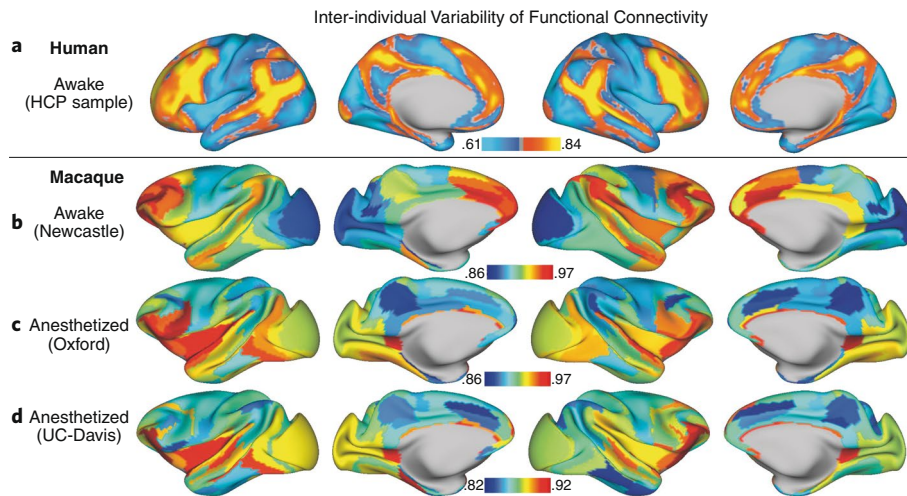 Inter-individual Variability of Functional Connectivity
a Human
Awake
(HCP sample)
.61 .84
Macaque
b Awake
(Newcastle)
.86 .97
c Anesthetized
(Oxford)
.86 .97
d Anesthetized
(UC-Davis)
.82 .92